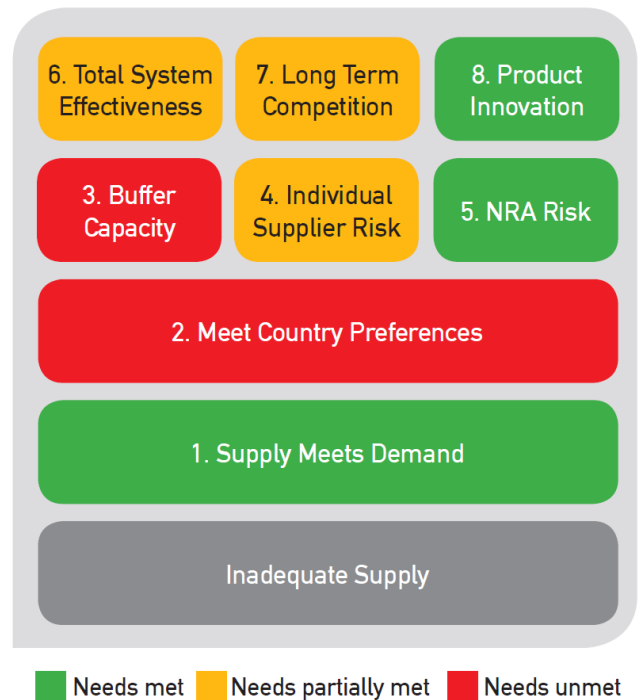 6. Total System
Effectiveness
7. Long Term
Competition
8. Product
Innovation
3. Buffer
Capacity
4. Individual
Supplier Risk
5. NRA Risk
2. Meet Country Preferences
1. Supply Meets Demand
Inadequate Supply
Needs met
Needs partially met
Needs unmet